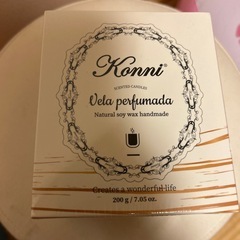 Konni®
SCENTED CANDLES
Vela perfumada
Natural soy wax handmade
Creates a wonderful life
200 g / 7.05 oz.